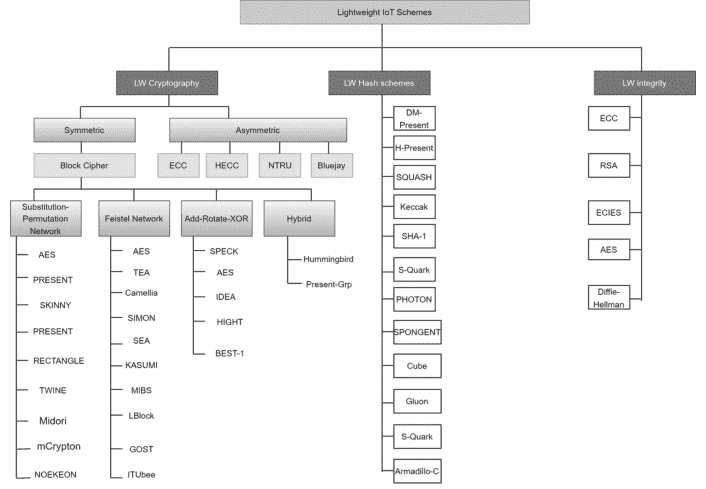 Lightweight IoT Schemes
LW Cryptography
LW Hash schemes
LW integrity
Symmetric
Asymmetric
Block Cipher
ECC
HECC
NTRU
Bluejay
Substitution-
Permutation
Network
Feistel Network
Add-Rotate-XOR
Hybrid
AES
PRESENT
SKINNY
PRESENT
RECTANGLE
TWINE
Midori
mCrypton
NOEKEON
AES
TEA
Camellia
SIMON
SEA
KASUMI
MIBS
LBlock
GOST
ITUbee
SPECK
AES
IDEA
HIGHT
BEST-1
Hummingbird
Present-Grp
DM-
Present
H-Present
SQUASH
Keccak
SHA-1
S-Quark
PHOTON
SPONGENT
Cube
Gluon
S-Quark
Armadillo-C
ECC
RSA
ECIES
AES
Diffie-
Hellman